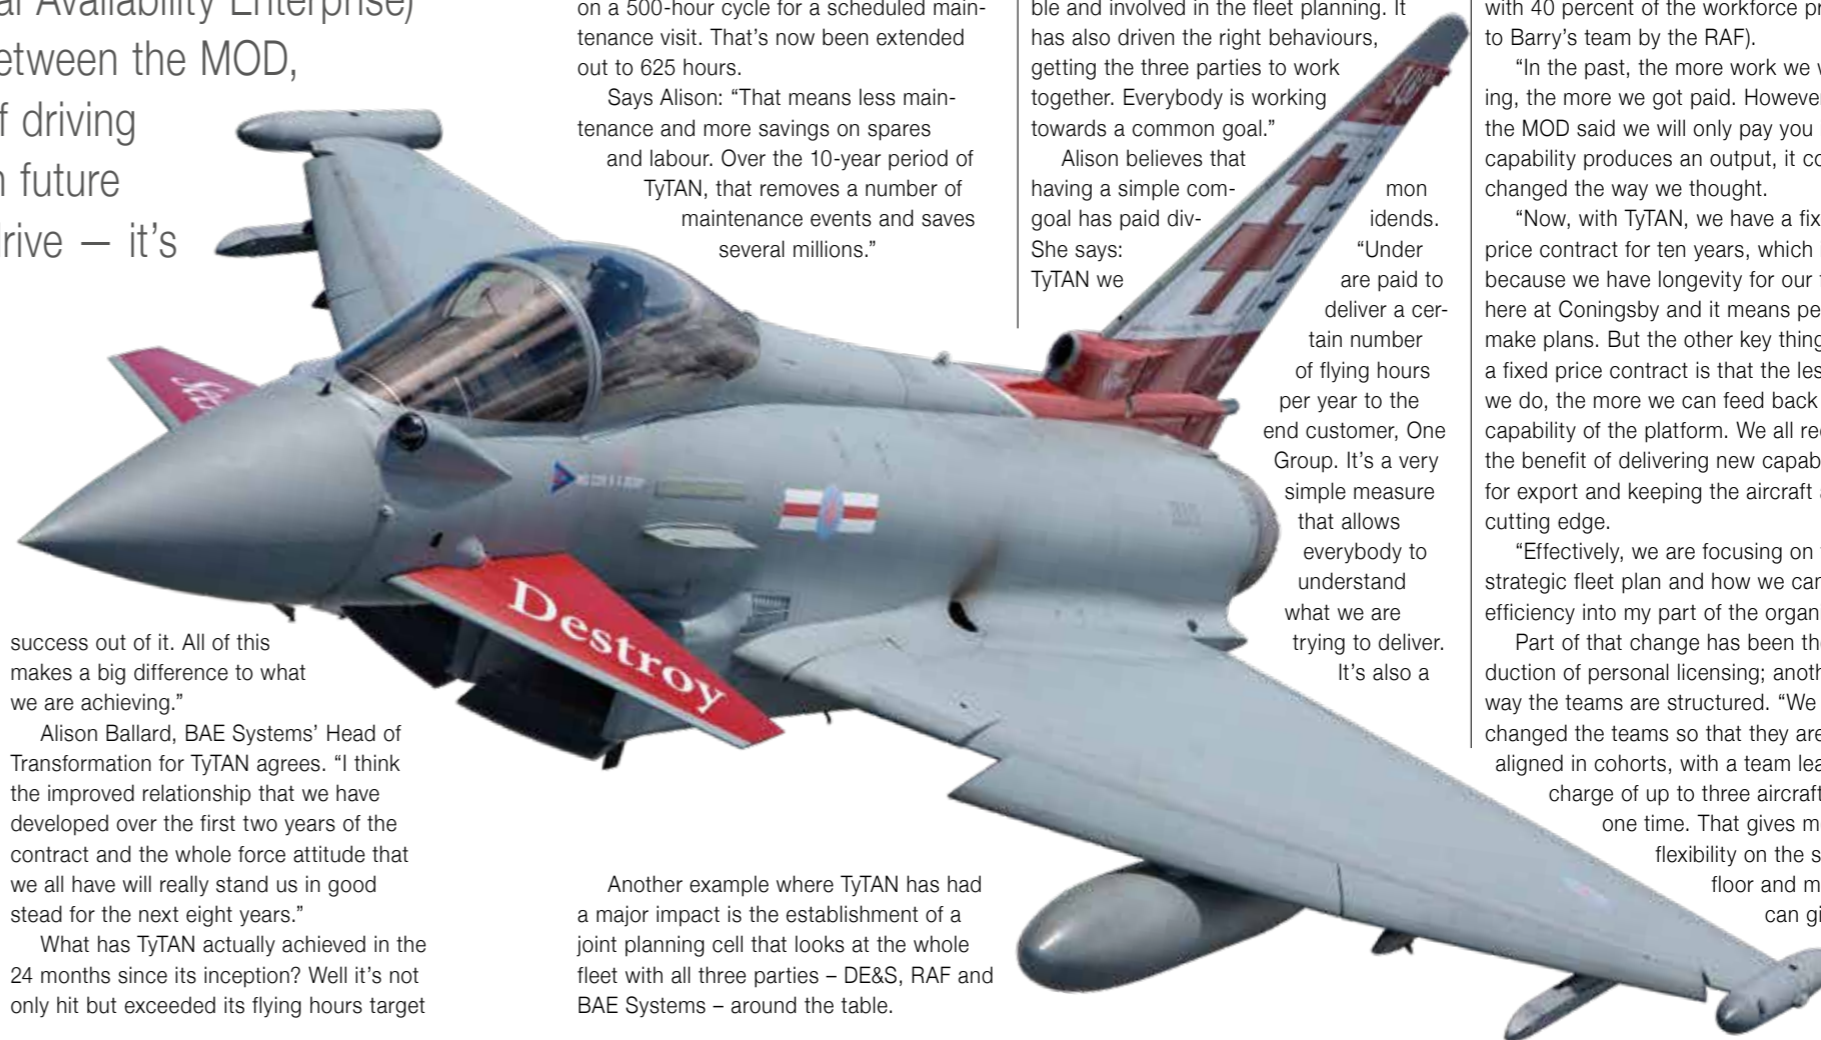 al Availability Enterprise)
etween the MOD,
f driving
n future
drive – it's
success out of it. All of this
makes a big difference to what
we are achieving.”
Alison Ballard, BAE Systems’ Head of
Transformation for TyTAN agrees. “I think
the improved relationship that we have
developed over the first two years of the
contract and the whole force attitude that
we all have will really stand us in good
stead for the next eight years.”
What has TyTAN actually achieved in the
24 months since its inception? Well it’s not
only hit but exceeded its flying hours target
on a 500-hour cycle for a scheduled main-
tenance visit. That’s now been extended
out to 625 hours.
Says Alison: “That means less main-
tenance and more savings on spares
and labour. Over the 10-year period of
TyTAN, that removes a number of
maintenance events and saves
several millions.”
Another example where TyTAN has had
a major impact is the establishment of a
joint planning cell that looks at the whole
fleet with all three parties – DE&S, RAF and
BAE Systems – around the table.
ble and involved in the fleet planning. It
has also driven the right behaviours,
getting the three parties to work
together. Everybody is working
towards a common goal.”
Alison believes that
having a simple com- mon
goal has paid div- idends.
She says: “Under
TyTAN we are paid to
deliver a cer-
tain number
of flying hours
per year to the
end customer, One
Group. It’s a very
simple measure
that allows
everybody to
understand
what we are
trying to deliver.
It’s also a
with 40 percent of the workforce pr
to Barry’s team by the RAF).
“In the past, the more work we w
ing, the more we got paid. However
the MOD said we will only pay you
capability produces an output, it co
changed the way we thought.
“Now, with TyTAN, we have a fix
price contract for ten years, which
because we have longevity for our
here at Coningsby and it means pe
make plans. But the other key thing
a fixed price contract is that the les
we do, the more we can feed back
capability of the platform. We all re
the benefit of delivering new capab
for export and keeping the aircraft
cutting edge.
“Effectively, we are focusing on
strategic fleet plan and how we can
efficiency into my part of the organ
Part of that change has been the
duction of personal licensing; anoth
way the teams are structured. “We
changed the teams so that they are
aligned in cohorts, with a team lea
charge of up to three aircraft
one time. That gives m
flexibility on the s
floor and m
can gi
Destroy